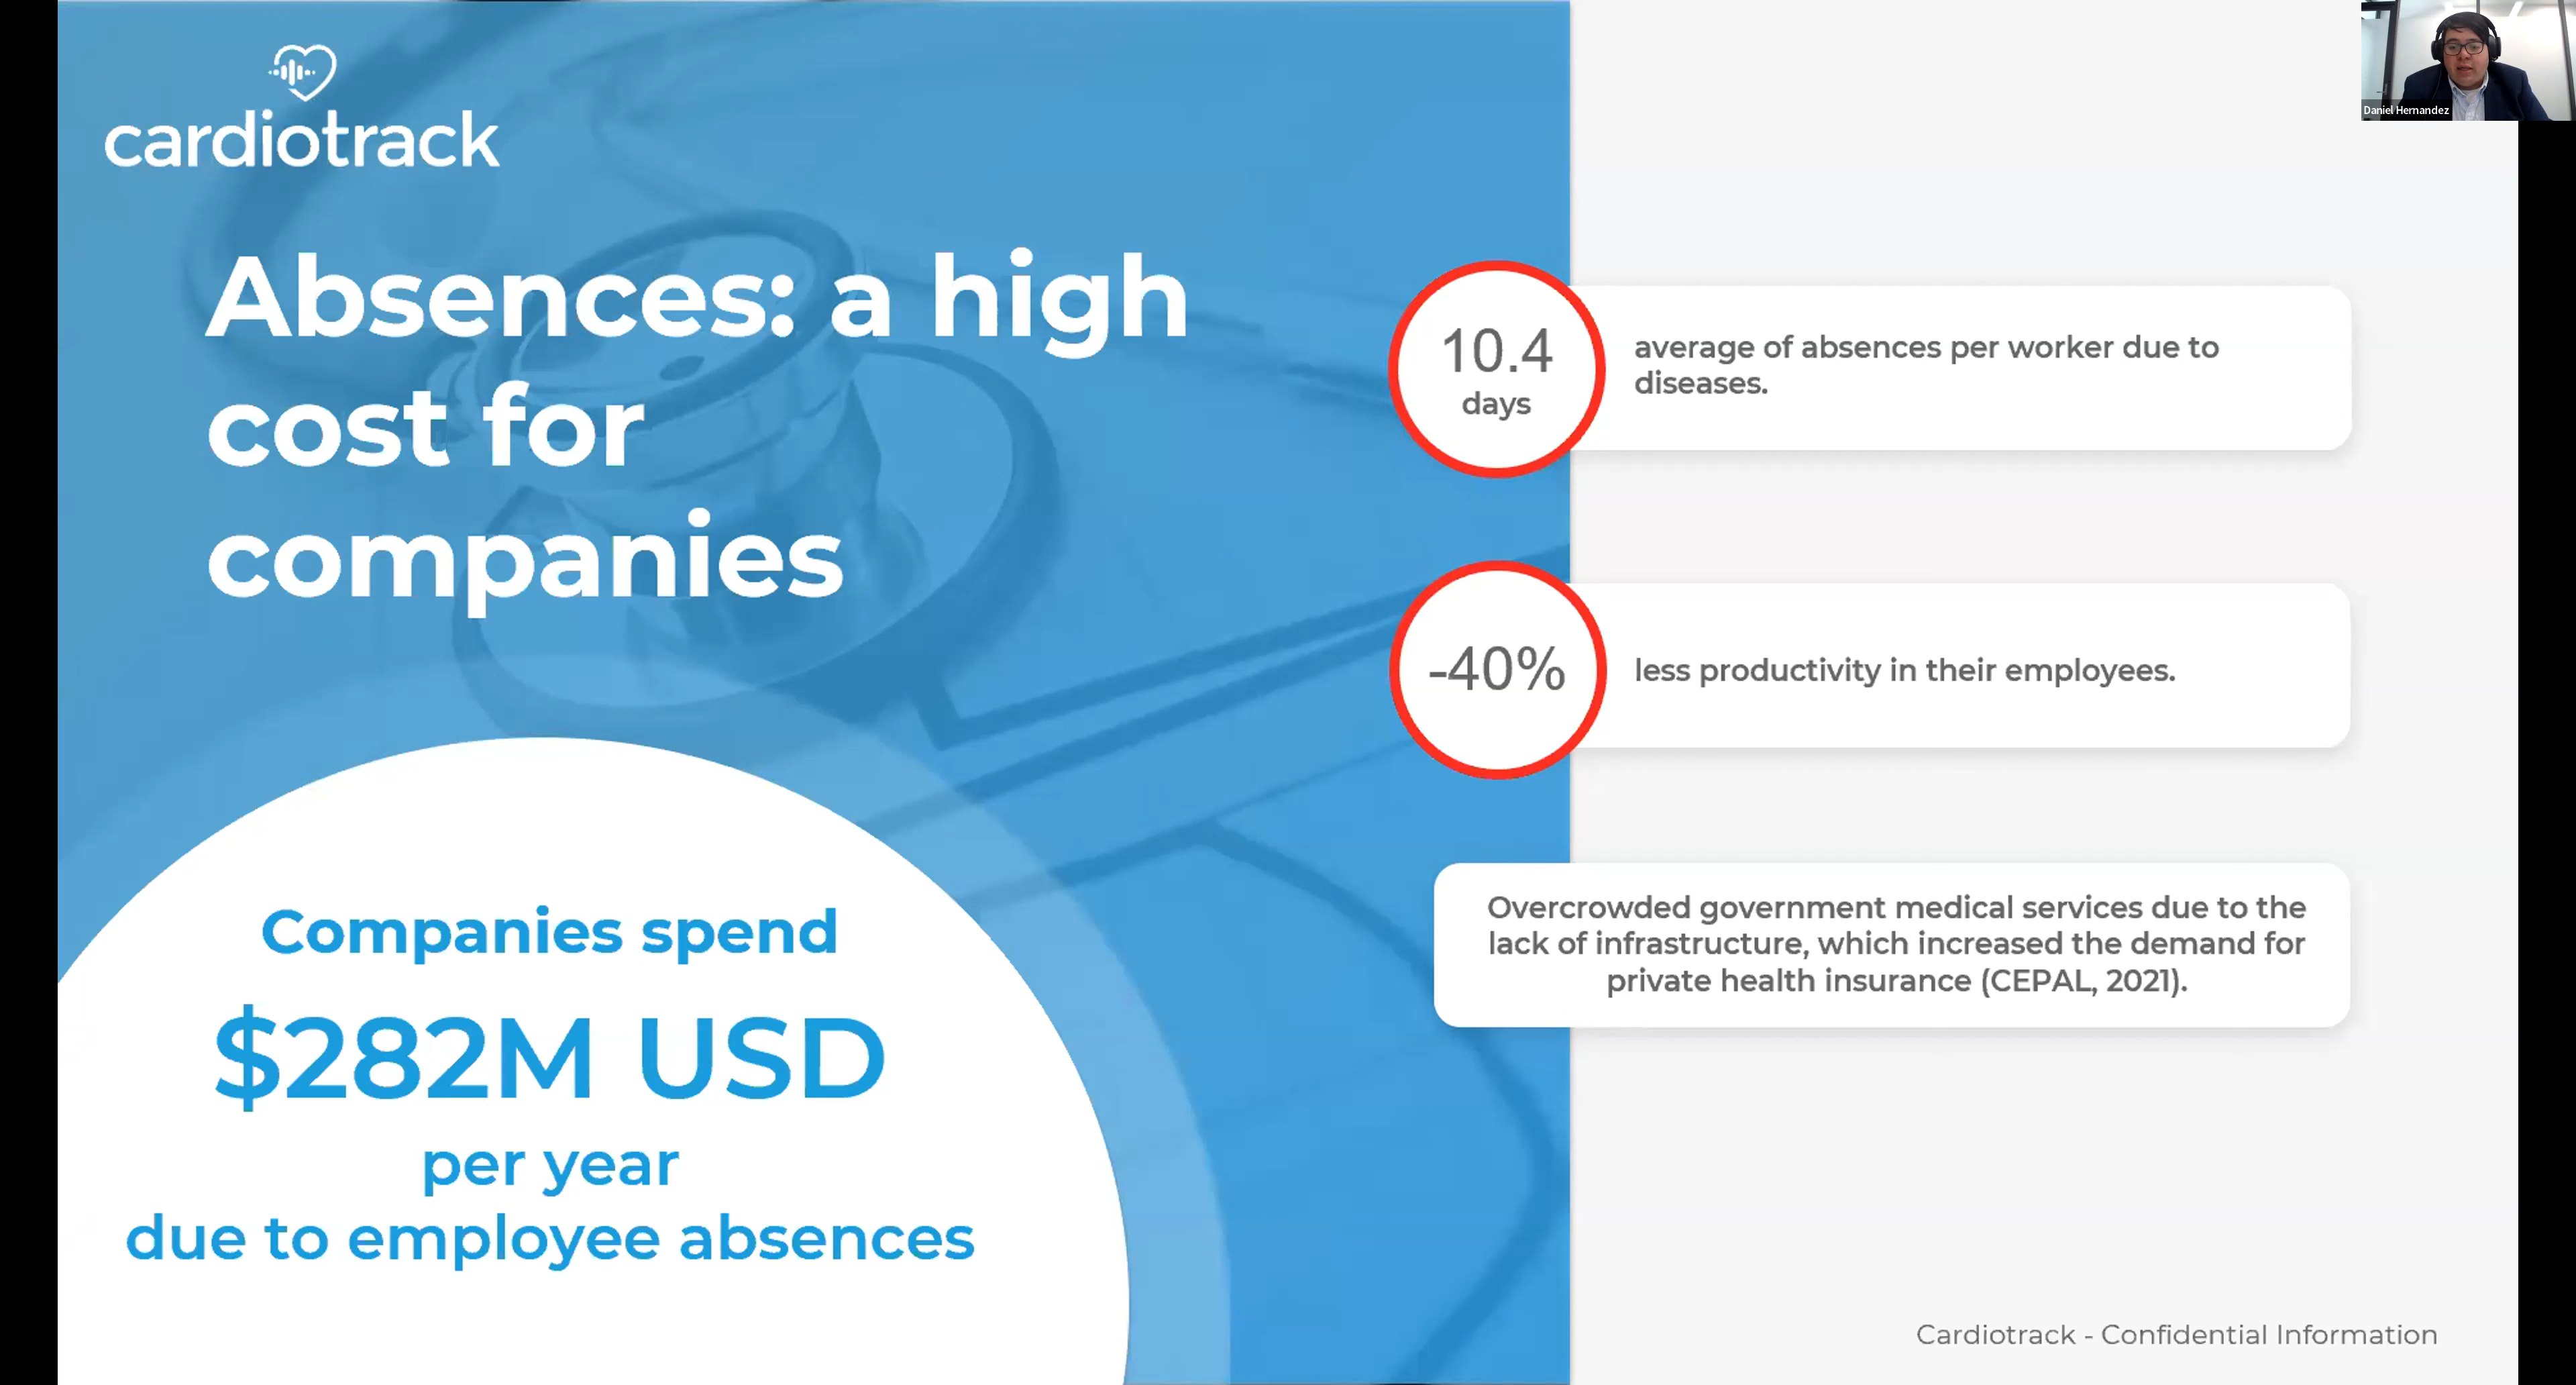 cardiotrack
Absences: a high
cost for
companies
Companies spend
$282M USD
per year
due to employee absences
10.4
days
average of absences per worker due to
diseases.
-40%
less productivity in their employees.
Overcrowded government medical services due to the
lack of infrastructure, which increased the demand for
private health insurance (CEPAL, 2021).
Cardiotrack - Confidential Information
Daniel Hernandez